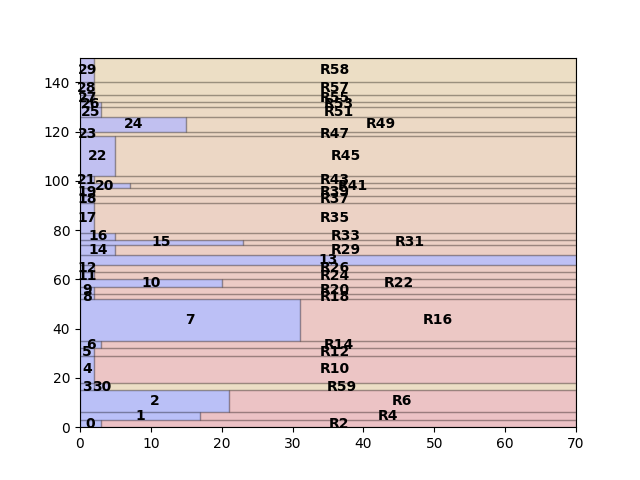 29 R58
140
28 R57
27 R55
26 R53
25 R51
24 R49
120 23 R47
22 R45
100 21 R43
20 R41
19 R39
18 R37
17 R35
80
16 R33
15 R31
14 R29
13
12 R26
11 R24
60
10 R22
9 R20
8 R18
7 R16
40
6 R14
5 R12
4 R10
20
3 30 R59
2 R6
1 R4
0 R2
0
0 10 20 30 40 50 60 70